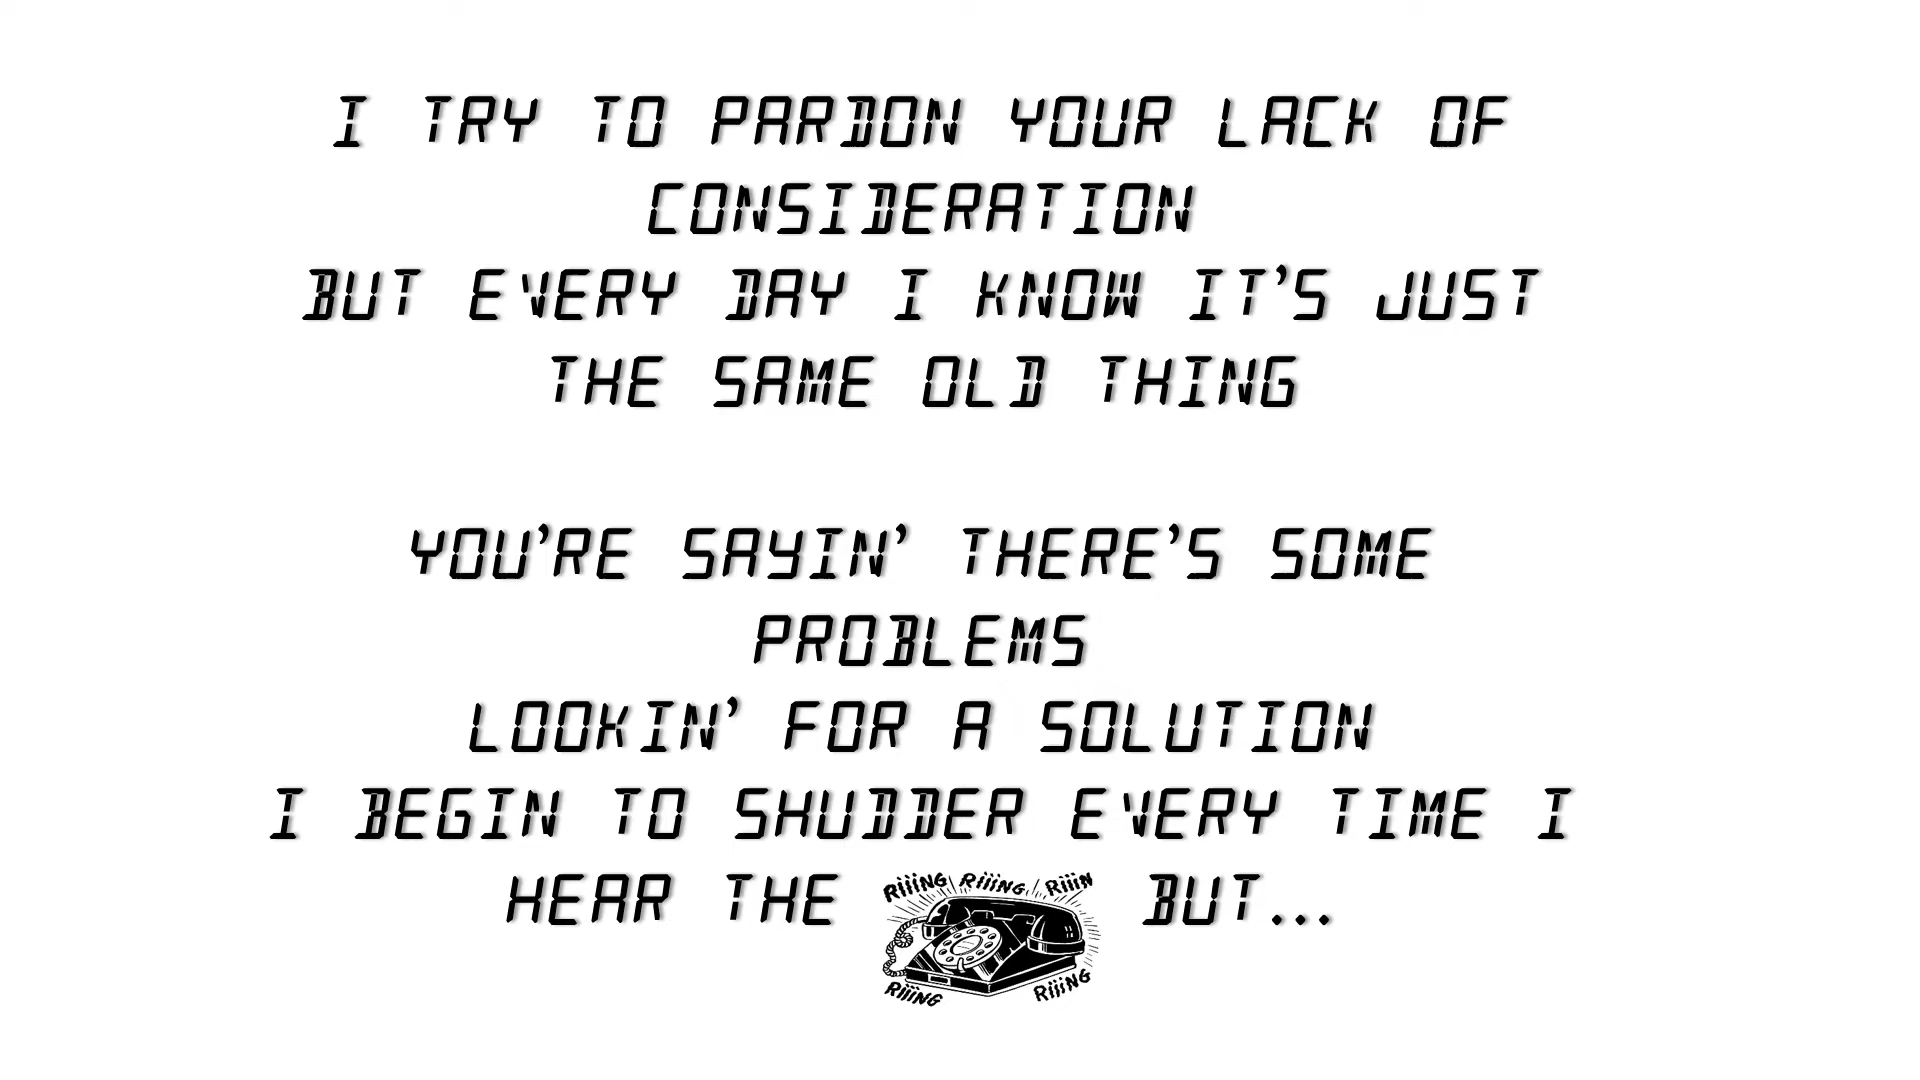 I TRY TO PARDON YOUR LACK OF
CONSIDERATION
BUT EVERY DAY I KNOW IT'S JUST
THE SAME OLD THING
YOU'RE SAYIN' THERE'S SOME
PROBLEMS
LOOKIN' FOR A SOLUTION
I BEGIN TO SHUDDER EVERY TIME I
HEAR THE BUT...
RiiiNG RiiiNG RiiiN
RiiiNG RiiiNG